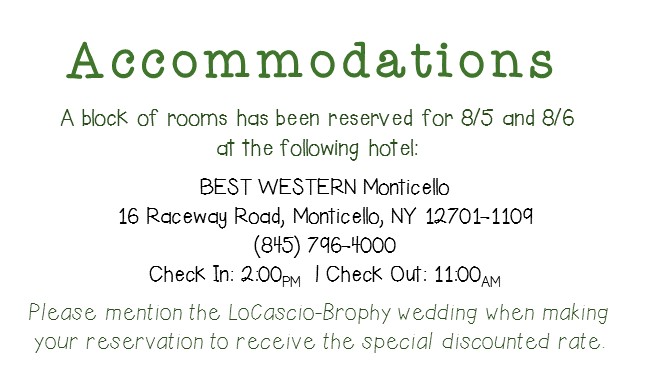 Accommodations
A block of rooms has been reserved for 8/5 and 8/6
at the following hotel:
BEST WESTERN Monticello
16 Raceway Road, Monticello, NY 12701-1109
(845) 796-4000
Check In: 2:00PM | Check Out: 11:00AM
Please mention the LoCascio-Brophy wedding when making
your reservation to receive the special discounted rate.